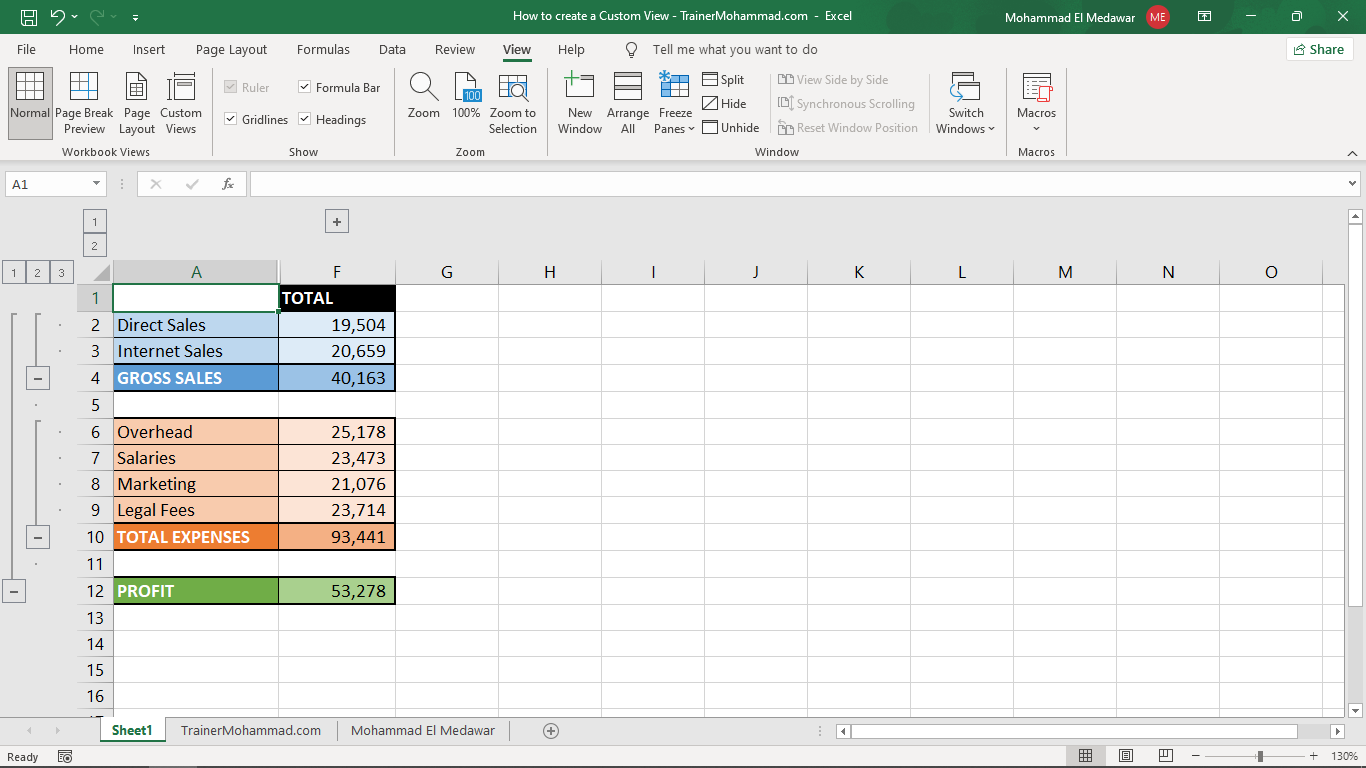 How to create a Custom View - TrainerMohammad.com - Excel
Mohammad El Medawar ME
File Home Insert Page Layout Formulas Data Review View Help Tell me what you want to do Share
Normal
Page Break Preview
Page Layout
Custom Views
Workbook Views
Ruler
Formula Bar
Gridlines
Headings
Show
Zoom
100
100%
Zoom to Selection
Zoom
New Window
Arrange All
Freeze Panes
Split
Hide
Unhide
View Side by Side
Synchronous Scrolling
Reset Window Position
Switch Windows
Window
Macros
Macros
A1
fx
1
+
2
1 2 3 A F G H I J K L M N O
1 TOTAL
2 Direct Sales 19,504
3 Internet Sales 20,659
4 GROSS SALES 40,163
5
6 Overhead 25,178
7 Salaries 23,473
8 Marketing 21,076
9 Legal Fees 23,714
10 TOTAL EXPENSES 93,441
11
12 PROFIT 53,278
13
14
15
16
Sheet1 TrainerMohammad.com Mohammad El Medawar
Ready 130%